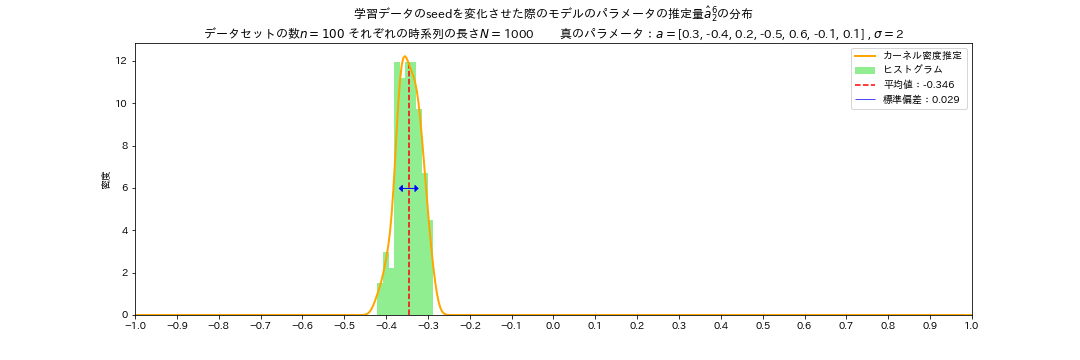 学習データのseedを変化させた際のモデルのパラメータの推定量â₂⁶の分布
データセットの数n = 100 それぞれの時系列の長さN = 1000 真のパラメータ：a = [0.3, -0.4, 0.2, -0.5, 0.6, -0.1, 0.1] , σ = 2
カーネル密度推定
ヒストグラム
平均値：-0.346
標準偏差：0.029
密度
12
10
8
6
4
2
0
−1.0 −0.9 −0.8 −0.7 −0.6 −0.5 −0.4 −0.3 −0.2 −0.1 0.0 0.1 0.2 0.3 0.4 0.5 0.6 0.7 0.8 0.9 1.0